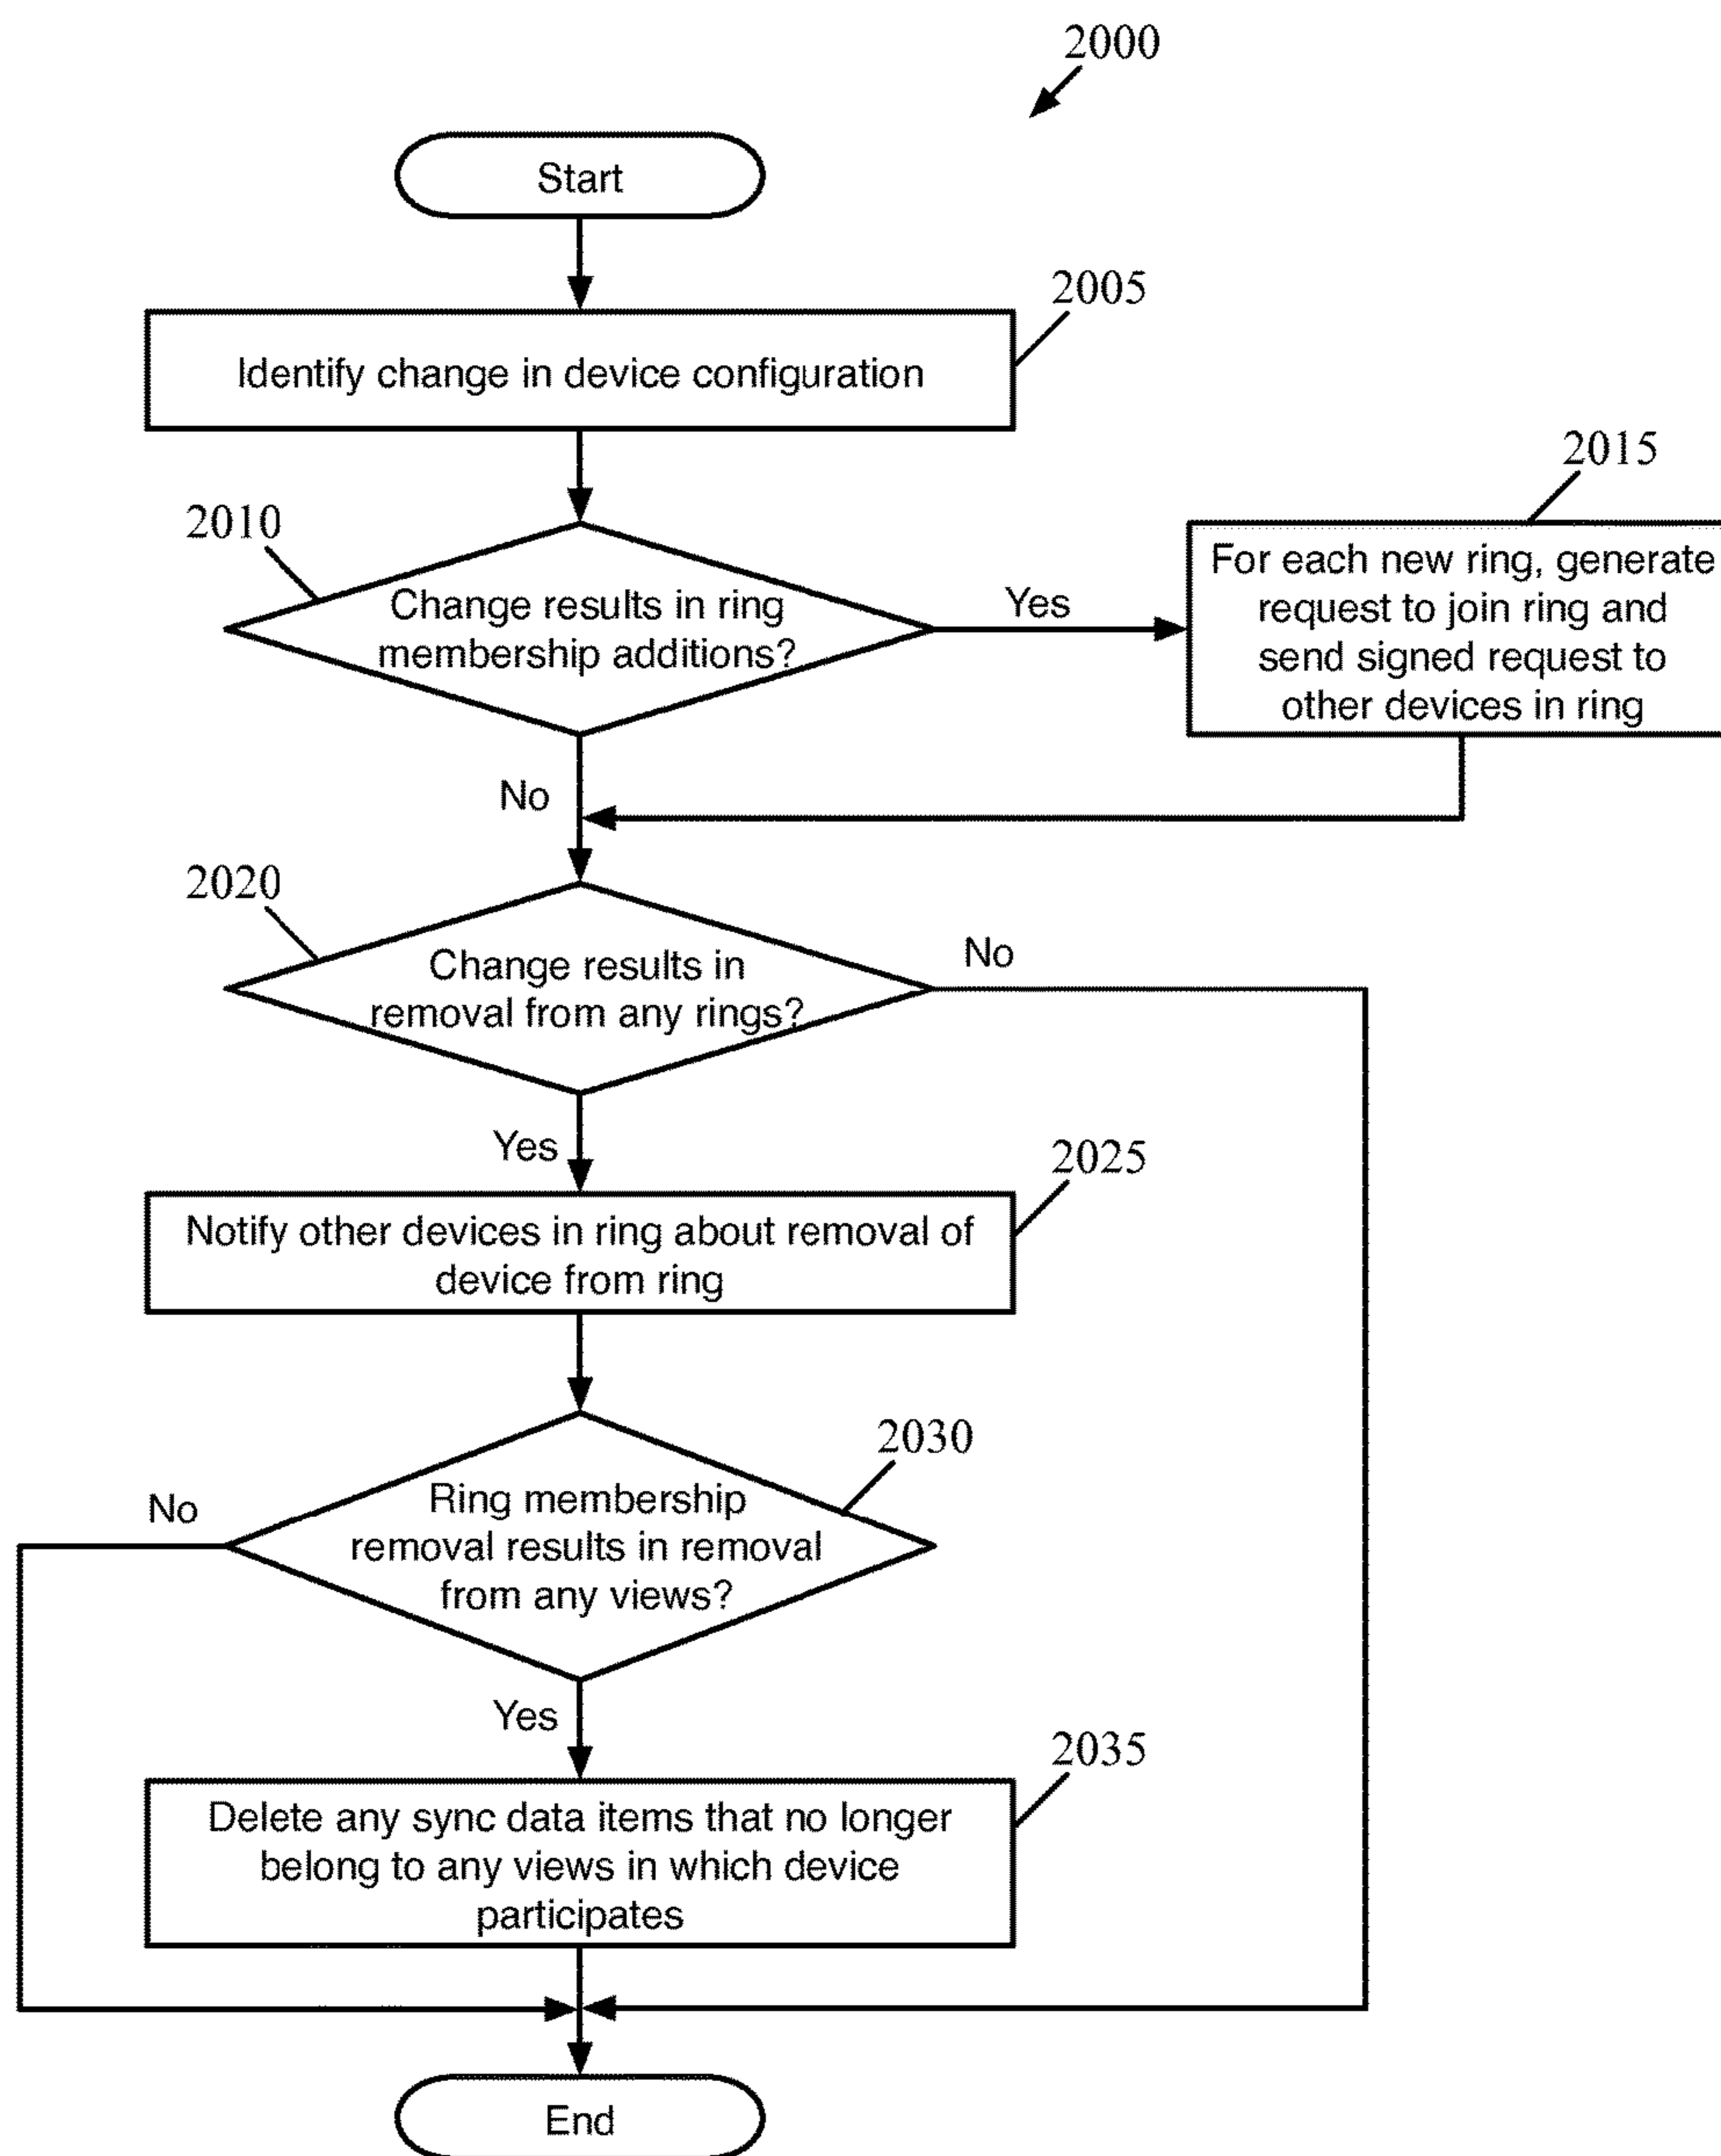 2000
Start
2005
Identify change in device configuration
2015
2010
For each new ring, generate
request to join ring and
send signed request to
other devices in ring
Change results in ring
membership additions?
Yes
No
2020
Change results in
removal from any rings?
No
Yes
2025
Notify other devices in ring about removal of
device from ring
2030
Ring membership
removal results in removal
from any views?
No
Yes
2035
Delete any sync data items that no longer
belong to any views in which device
participates
End